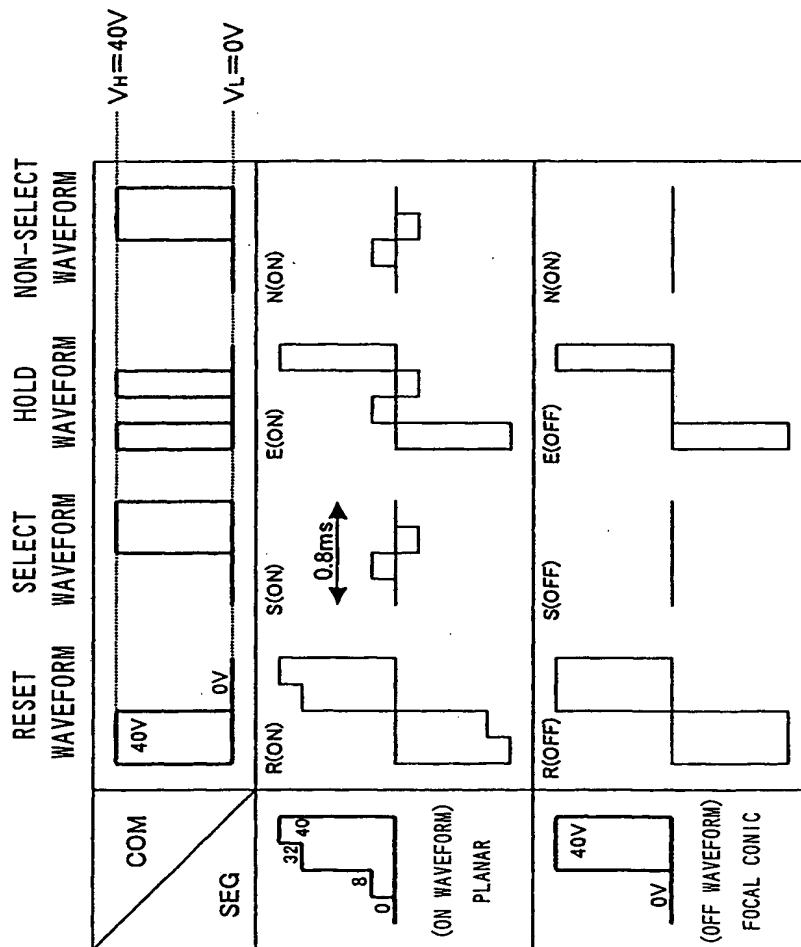 RESET
WAVEFORM
SELECT
WAVEFORM
HOLD
WAVEFORM
NON-SELECT
WAVEFORM
COM
SEG
40V
0V
VH=40V
VL=0V
0
8
32
40
(ON WAVEFORM)
PLANAR
R(ON)
S(ON)
0.8ms
E(ON)
N(ON)
40V
0V
(OFF WAVEFORM)
FOCAL CONIC
R(OFF)
S(OFF)
E(OFF)
N(ON)